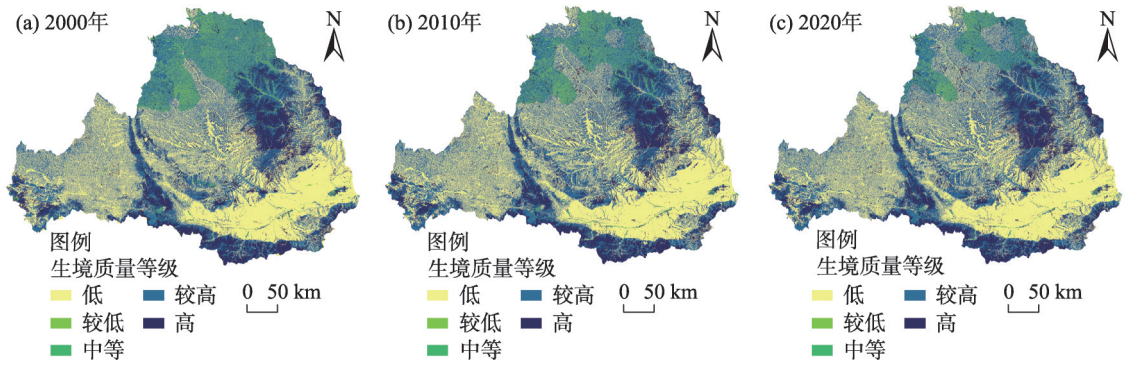 (a) 2000年
N
图例
生境质量等级
低
较高
较低
高
中等
0 50 km
(b) 2010年
N
图例
生境质量等级
低
较高
较低
高
中等
0 50 km
(c) 2020年
N
图例
生境质量等级
低
较高
较低
高
中等
0 50 km